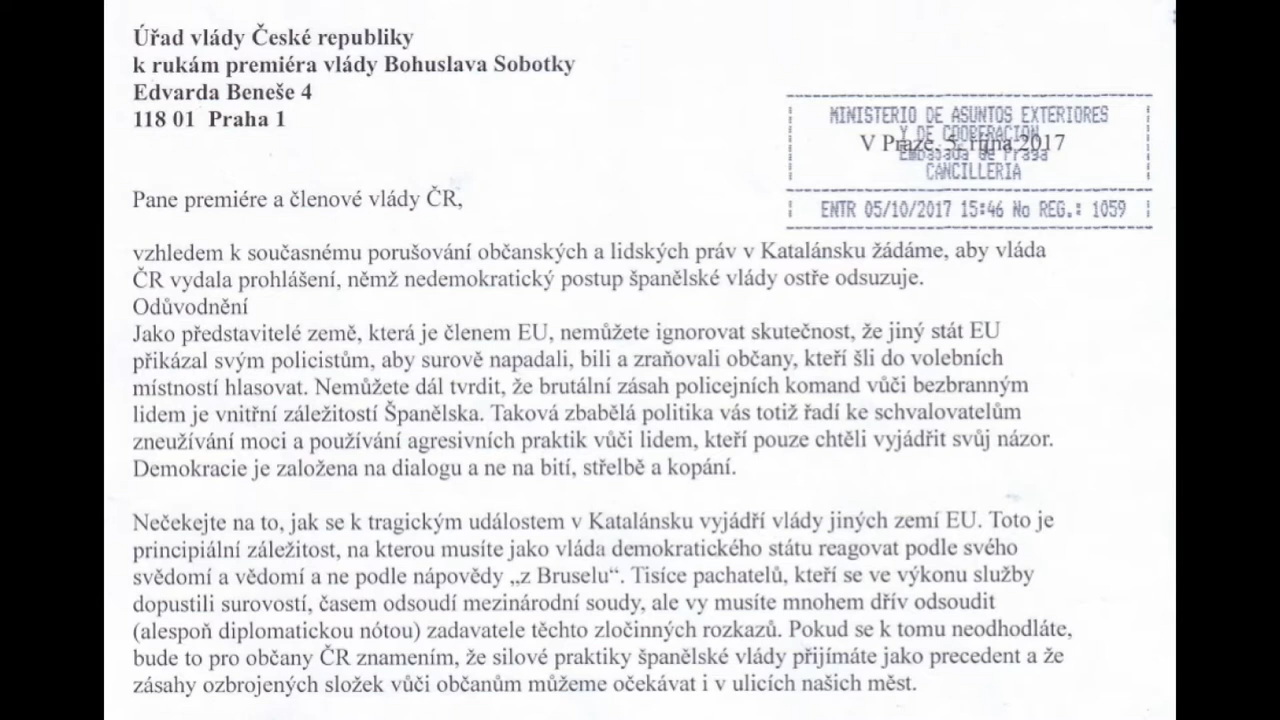 Úřad vlády České republiky
k rukám premiéra vlády Bohuslava Sobotky
Edvarda Beneše 4
118 01 Praha 1
MINISTERIO DE ASUNTOS EXTERIORES
Y DE COOPERACION
V Praze, 5. října 2017
Embajada de Praga
CANCILLERIA
ENTR 05/10/2017 15:46 No REG.: 1059
Pane premiére a členové vlády ČR,
vzhledem k současnému porušování občanských a lidských práv v Katalánsku žádáme, aby vláda
ČR vydala prohlášení, němž nedemokratický postup španělské vlády ostře odsuzuje.
Odůvodnění
Jako představitelé země, která je členem EU, nemůžete ignorovat skutečnost, že jiný stát EU
přikázal svým policistům, aby surově napadali, bili a zraňovali občany, kteří šli do volebních
místností hlasovat. Nemůžete dál tvrdit, že brutální zásah policejních komand vůči bezbranným
lidem je vnitřní záležitostí Španělska. Taková zbabělá politika vás totiž řadí ke schvalovatelům
zneužívání moci a používání agresivních praktik vůči lidem, kteří pouze chtěli vyjádřit svůj názor.
Demokracie je založena na dialogu a ne na bití, střelbě a kopání.
Nečekejte na to, jak se k tragickým událostem v Katalánsku vyjádří vlády jiných zemí EU. Toto je
principiální záležitost, na kterou musíte jako vláda demokratického státu reagovat podle svého
svědomí a vědomí a ne podle nápovědy „z Bruselu“. Tisíce pachatelů, kteří se ve výkonu služby
dopustili surovostí, časem odsoudí mezinárodní soudy, ale vy musíte mnohem dřív odsoudit
(alespoň diplomatickou nótou) zadavatele těchto zločinných rozkazů. Pokud se k tomu neodhodláte,
bude to pro občany ČR znamením, že silové praktiky španělské vlády přijímáte jako precedent a že
zásahy ozbrojených složek vůči občanům můžeme očekávat i v ulicích našich měst.